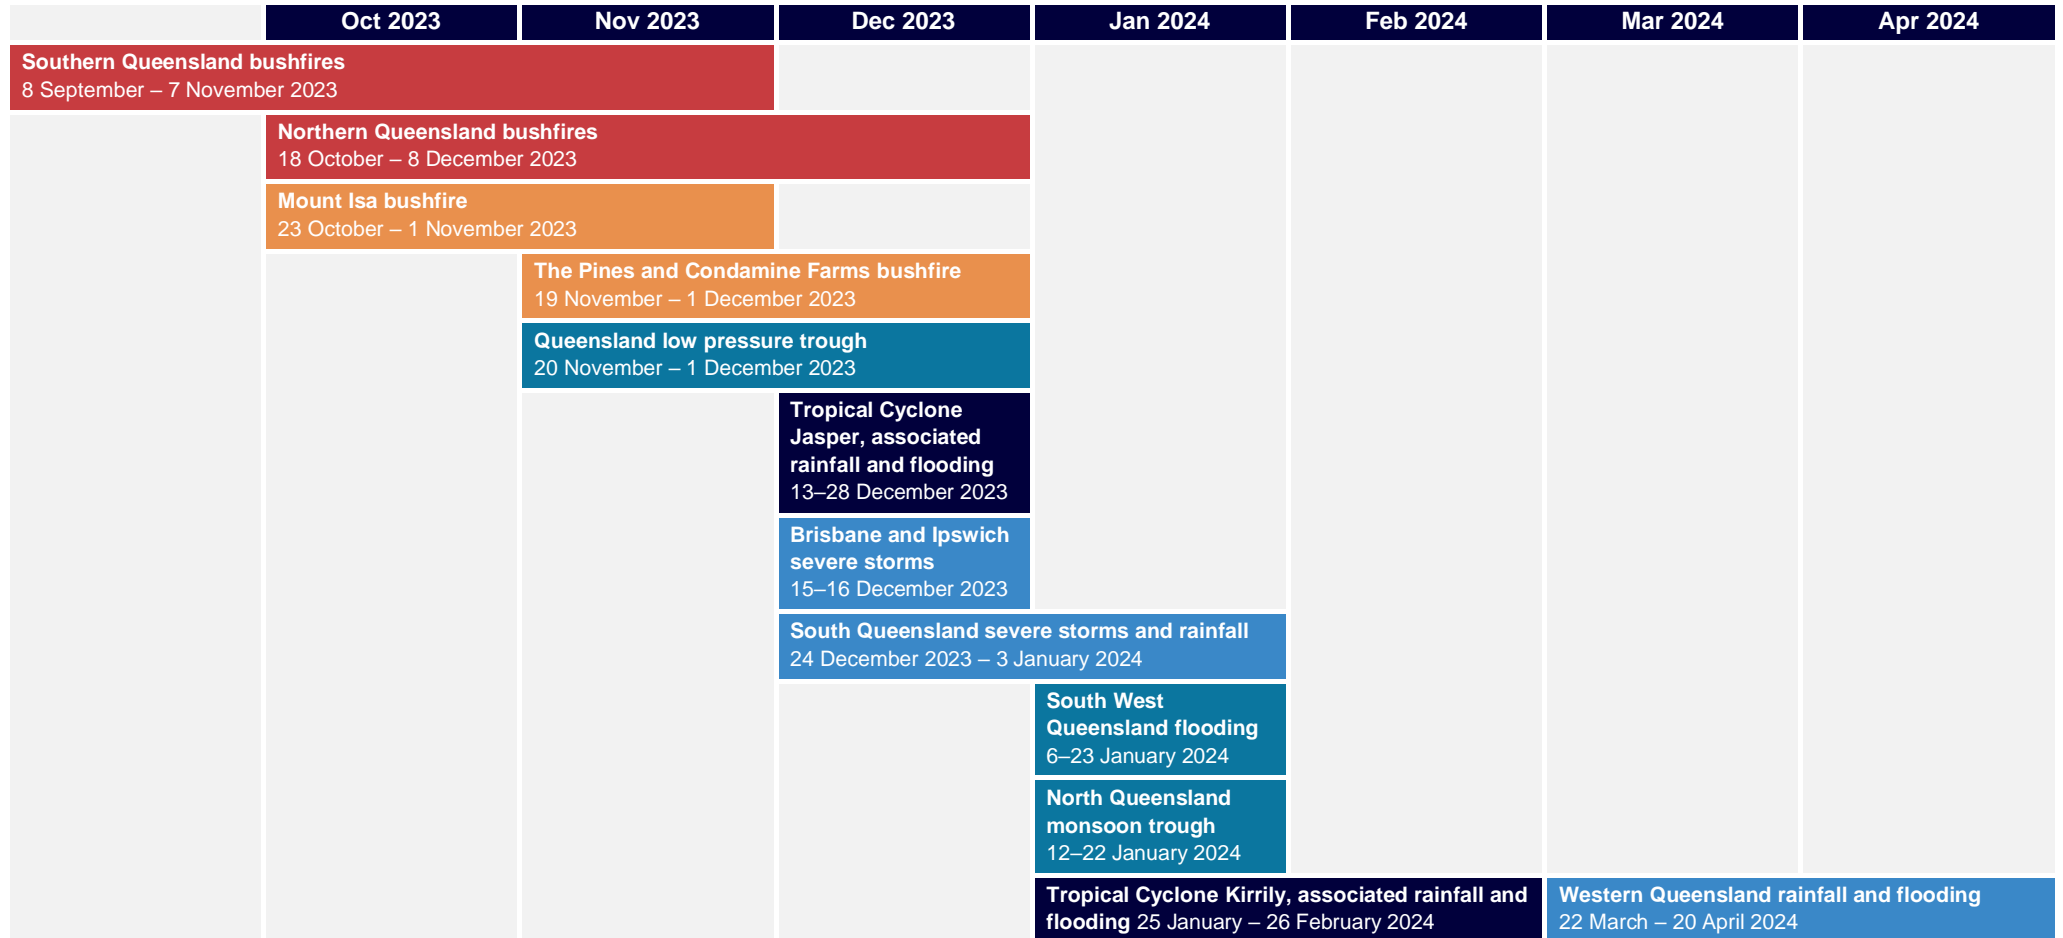 Oct 2023
Nov 2023
Dec 2023
Jan 2024
Feb 2024
Mar 2024
Apr 2024
Southern Queensland bushfires
8 September – 7 November 2023
Northern Queensland bushfires
18 October – 8 December 2023
Mount Isa bushfire
23 October – 1 November 2023
The Pines and Condamine Farms bushfire
19 November – 1 December 2023
Queensland low pressure trough
20 November – 1 December 2023
Tropical Cyclone
Jasper, associated
rainfall and flooding
13–28 December 2023
Brisbane and Ipswich
severe storms
15–16 December 2023
South Queensland severe storms and rainfall
24 December 2023 – 3 January 2024
South West
Queensland flooding
6–23 January 2024
North Queensland
monsoon trough
12–22 January 2024
Tropical Cyclone Kirrily, associated rainfall and
flooding 25 January – 26 February 2024
Western Queensland rainfall and flooding
22 March – 20 April 2024